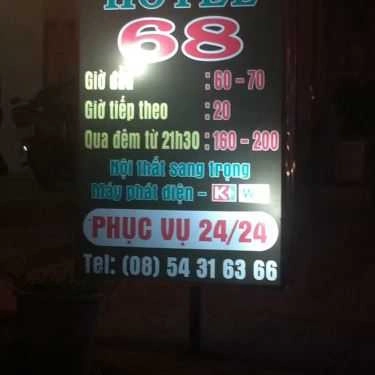 HOTEL
68
Giờ đầu : 60 - 70
Giờ tiếp theo : 20
Qua đêm từ 21h30 : 160 - 200
Nội thất sang trọng
Máy phát điện - K+
PHỤC VỤ 24/24
Tel: (08) 54 31 63 66